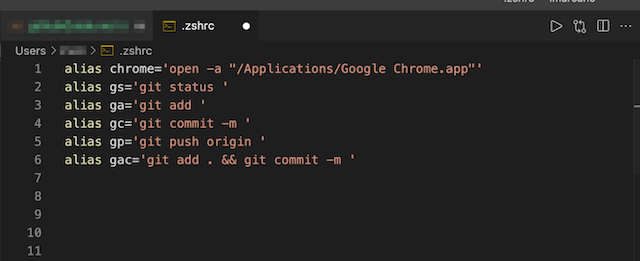 .zshrc
Users > > .zshrc
1 alias chrome='open -a "/Applications/Google Chrome.app"'
2 alias gs='git status '
3 alias ga='git add '
4 alias gc='git commit -m '
5 alias gp='git push origin '
6 alias gac='git add . && git commit -m '
7
8
9
10
11